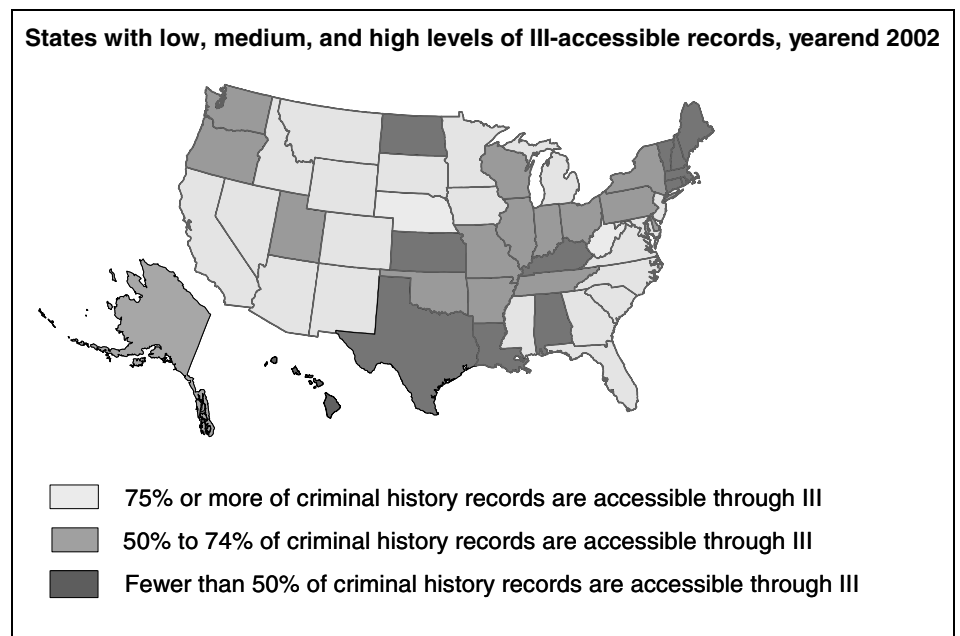 States with low, medium, and high levels of III-accessible records, yearend 2002
75% or more of criminal history records are accessible through III
50% to 74% of criminal history records are accessible through III
Fewer than 50% of criminal history records are accessible through III